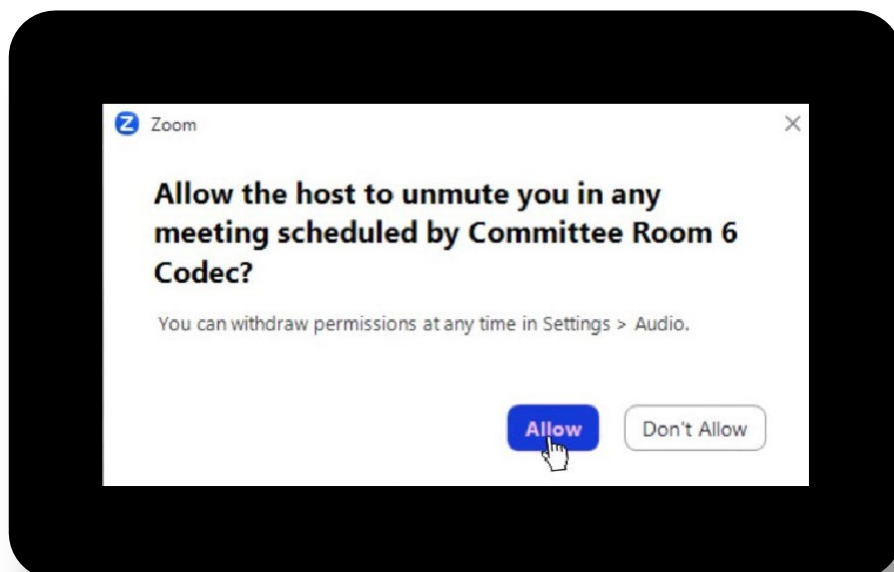 Zoom
Allow the host to unmute you in any
meeting scheduled by Committee Room 6
Codec?
You can withdraw permissions at any time in Settings > Audio.
Allow Don't Allow